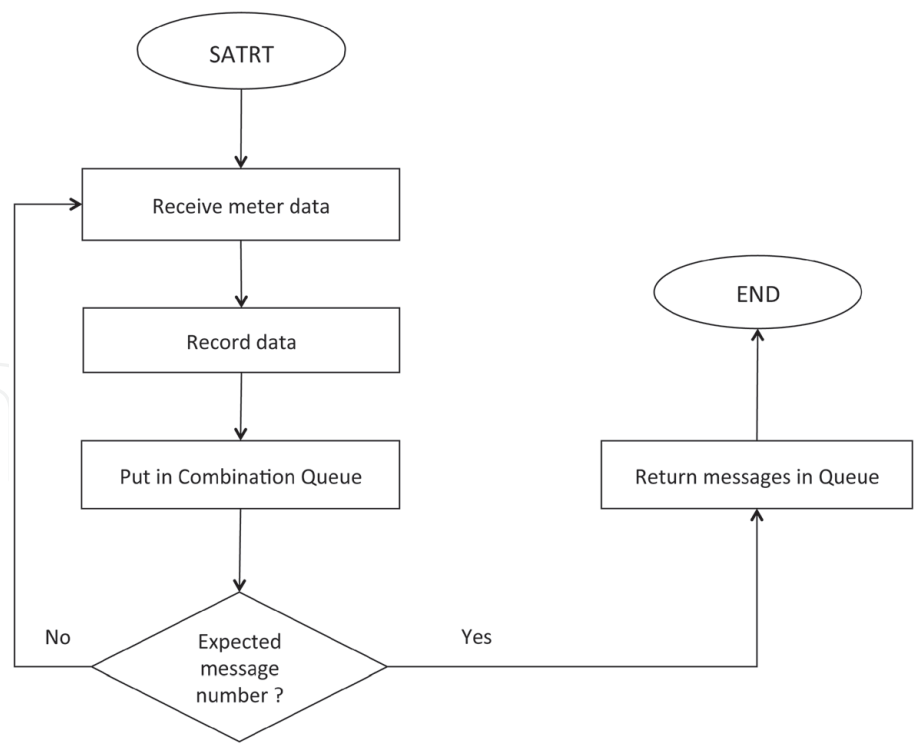 SATRT
Receive meter data
Record data
Put in Combination Queue
Expected
message
number ?
No
Yes
Return messages in Queue
END